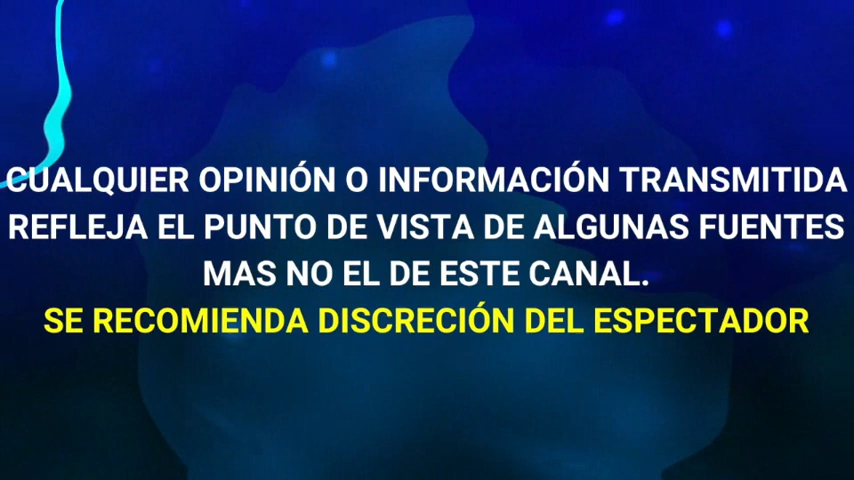 CUALQUIER OPINIÓN O INFORMACIÓN TRANSMITIDA
REFLEJA EL PUNTO DE VISTA DE ALGUNAS FUENTES
MAS NO EL DE ESTE CANAL.
SE RECOMIENDA DISCRECIÓN DEL ESPECTADOR